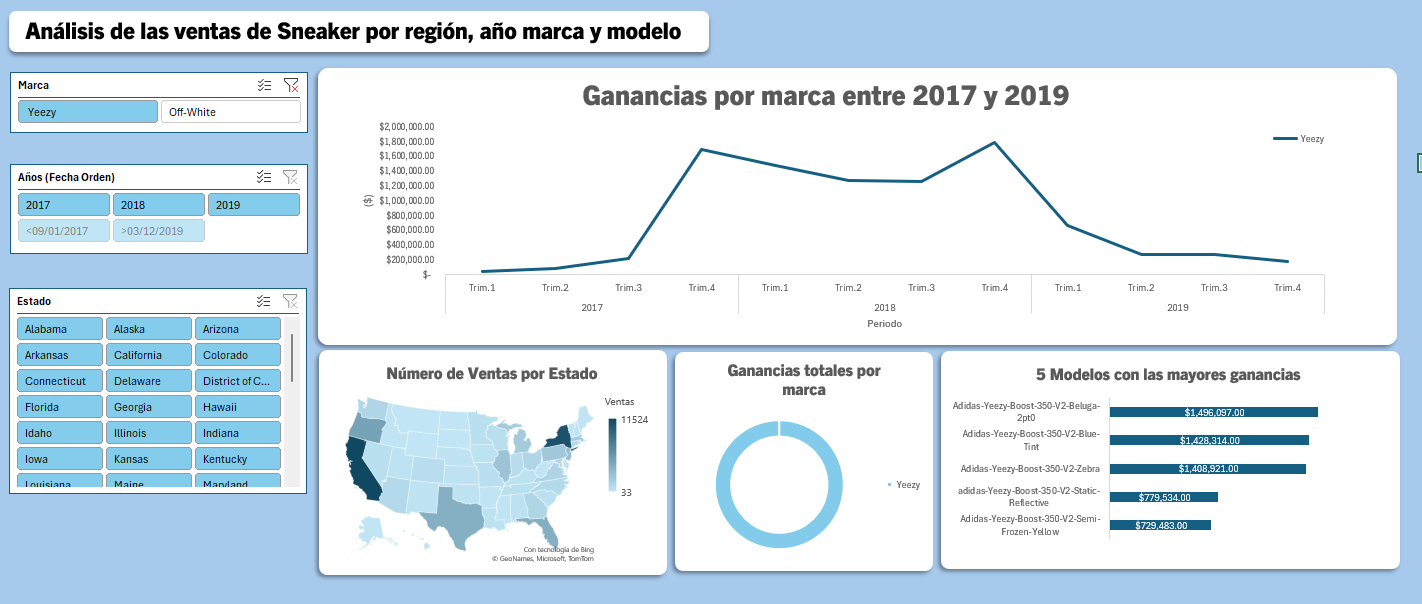 Análisis de las ventas de Sneaker por región, año marca y modelo
Marca
Yeezy
Off-White
Años (Fecha Orden)
2017
2018
2019
<09/01/2017
>03/12/2019
Estado
Alabama
Alaska
Arizona
Arkansas
California
Colorado
Connecticut
Delaware
District of C...
Florida
Georgia
Hawaii
Idaho
Illinois
Indiana
Iowa
Kansas
Kentucky
Louisiana
Maine
Maryland
Ganancias por marca entre 2017 y 2019
$2,000,000.00
$1,800,000.00
$1,600,000.00
$1,400,000.00
$1,200,000.00
$1,000,000.00
$800,000.00
$600,000.00
$400,000.00
$200,000.00
$-
($)
Yeezy
Trim.1
Trim.2
Trim.3
Trim.4
Trim.1
Trim.2
Trim.3
Trim.4
Trim.1
Trim.2
Trim.3
Trim.4
2017
2018
2019
Periodo
Número de Ventas por Estado
Ventas
11524
33
Con tecnología de Bing
© GeoNames, Microsoft, TomTom
Ganancias totales por
marca
Yeezy
5 Modelos con las mayores ganancias
Adidas-Yeezy-Boost-350-V2-Beluga-
2pt0
$1,496,097.00
Adidas-Yeezy-Boost-350-V2-Blue-
Tint
$1,428,314.00
Adidas-Yeezy-Boost-350-V2-Zebra
$1,408,921.00
adidas-Yeezy-Boost-350-V2-Static-
Reflective
$779,534.00
Adidas-Yeezy-Boost-350-V2-Semi-
Frozen-Yellow
$729,483.00